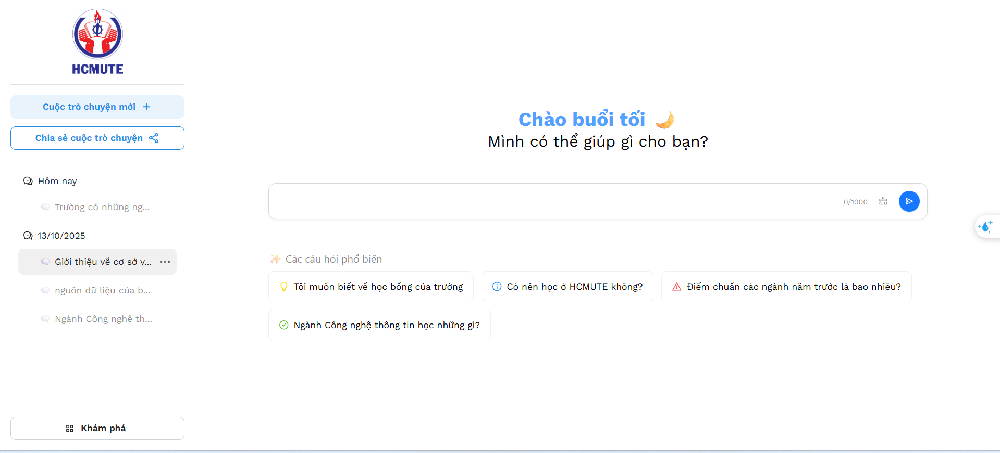 HCMUTE
Cuộc trò chuyện mới
Chia sẻ cuộc trò chuyện
Hôm nay
Trường có những ng...
13/10/2025
Giới thiệu về cơ sở v...
nguồn dữ liệu của b...
Ngành Công nghệ th...
Khám phá
Chào buổi tối
Mình có thể giúp gì cho bạn?
0/1000
Các câu hỏi phổ biến
Tôi muốn biết về học bổng của trường
Có nên học ở HCMUTE không?
Điểm chuẩn các ngành năm trước là bao nhiêu?
Ngành Công nghệ thông tin học những gì?